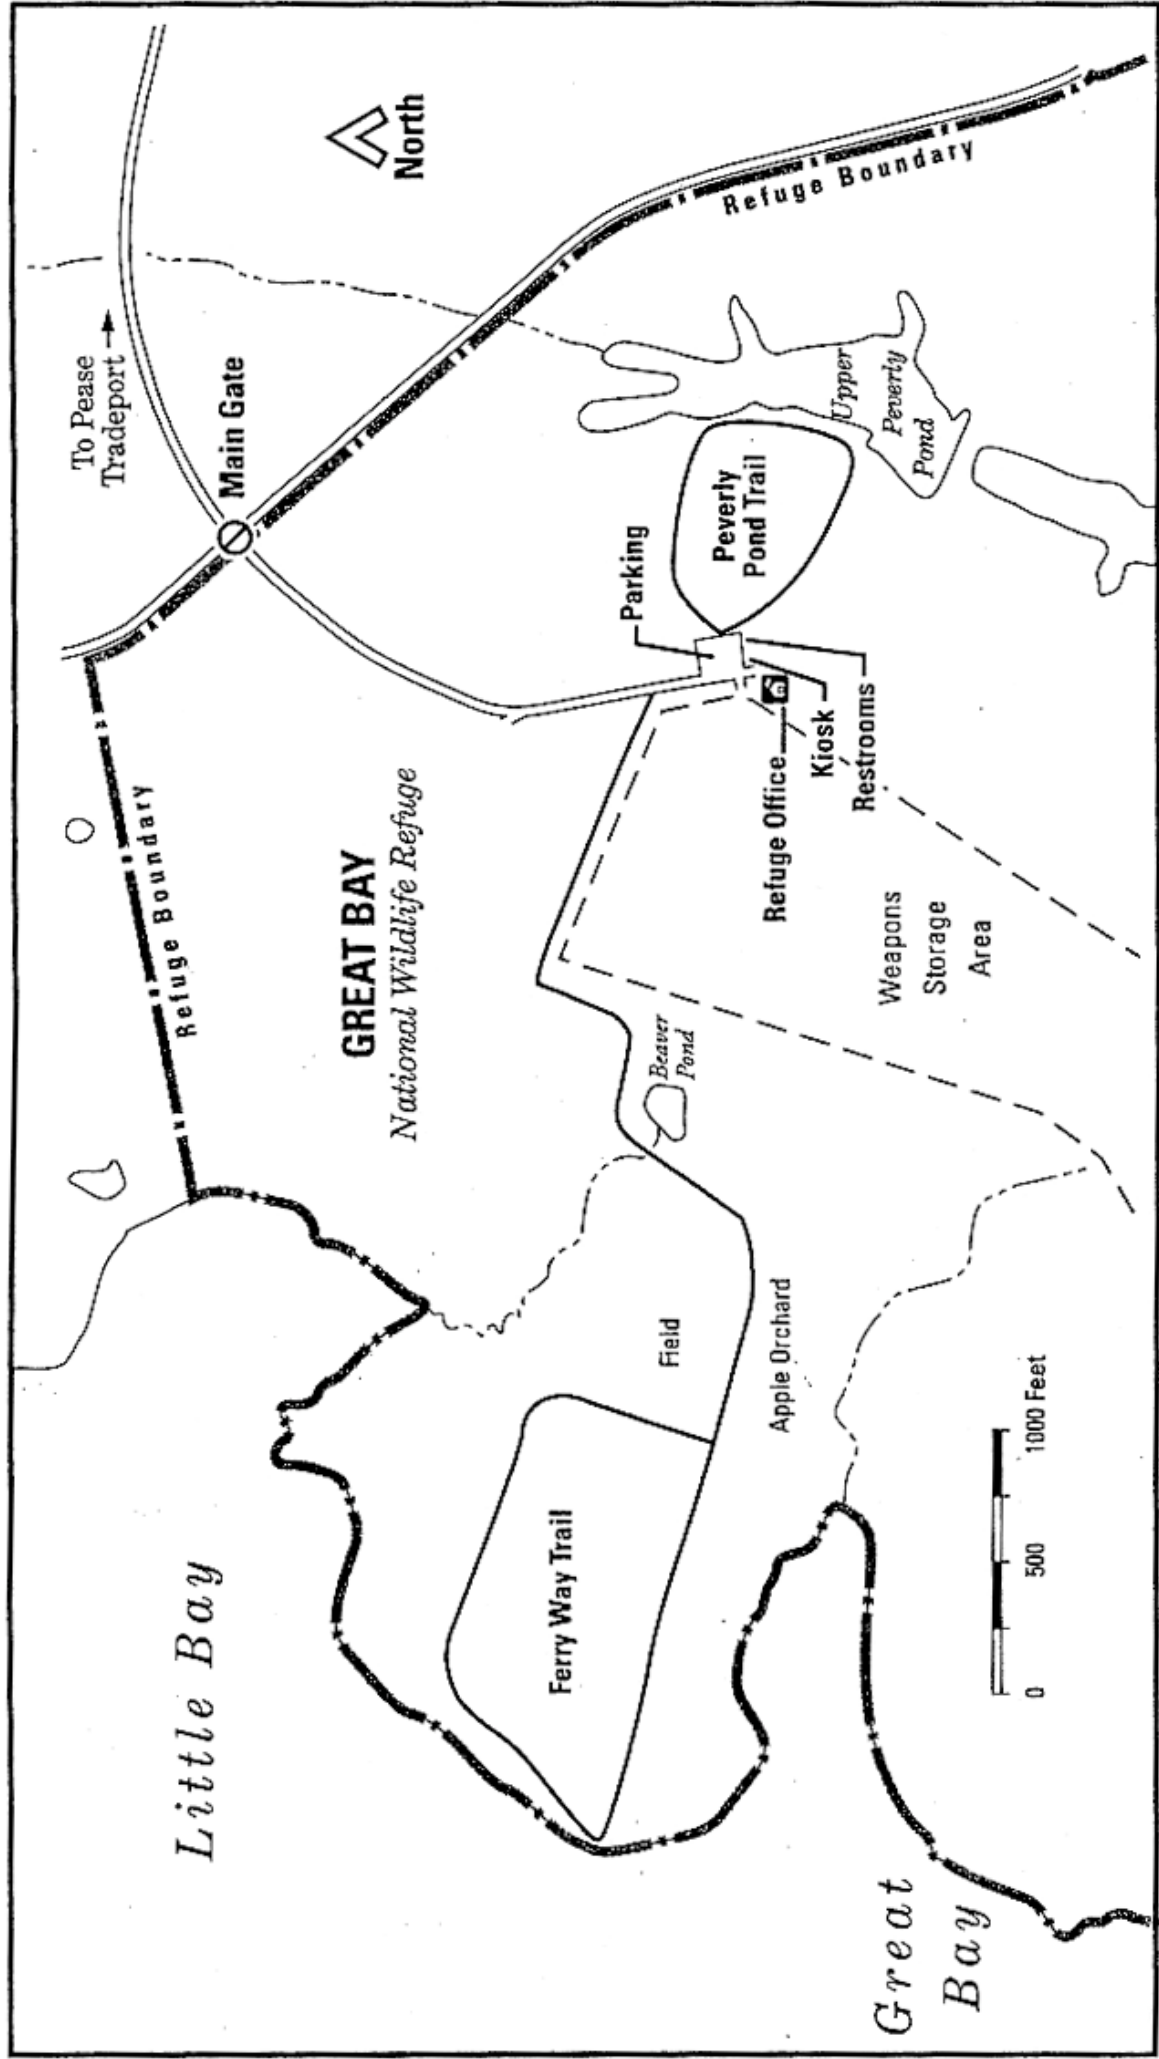 To Pease
Tradeport
Main Gate
North
Refuge Boundary
Refuge Boundary
GREAT BAY
National Wildlife Refuge
Parking
Peverly
Pond Trail
Upper
Peverly
Pond
Refuge Office
Kiosk
Restrooms
Weapons
Storage
Area
Beaver
Pond
Field
Apple Orchard
Ferry Way Trail
Little Bay
Great
Bay
0 500 1000 Feet